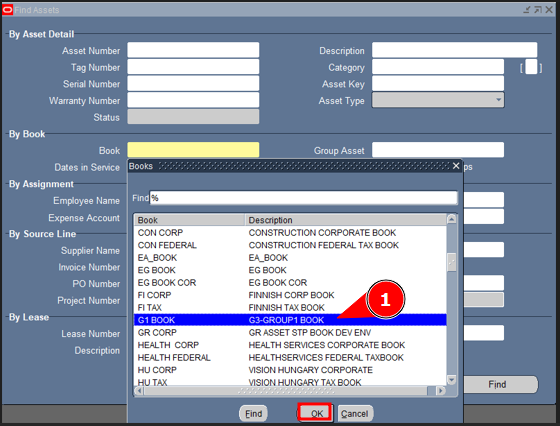 Find Assets
By Asset Detail
Asset Number
Description
Tag Number
Category
[ ]
Serial Number
Asset Key
Warranty Number
Asset Type
Status
By Book
Book
Group Asset
Dates in Service
ps
Books
Find %
By Assignment
Employee Name
Expense Account
By Source Line
Supplier Name
Invoice Number
PO Number
Project Number
By Lease
Lease Number
Description
Book Description
CON CORP CONSTRUCTION CORPORATE BOOK
CON FEDERAL CONSTRUCTION FEDERAL TAX BOOK
EA_BOOK EA_BOOK
EG BOOK EG BOOK
EG BOOK COR EG BOOK COR
FI CORP FINNISH CORP BOOK
FI TAX FINNISH TAX BOOK
G1 BOOK G3-GROUP1 BOOK
1
GR CORP GR ASSET STP BOOK DEV ENV
HEALTH CORP HEALTH SERVICES CORPORATE BOOK
HEALTH FEDERAL HEALTHSERVICES FEDERAL TAXBOOK
HU CORP VISION HUNGARY CORPORATE
HU TAX VISION HUNGARY TAX BOOK
Find
Find OK Cancel